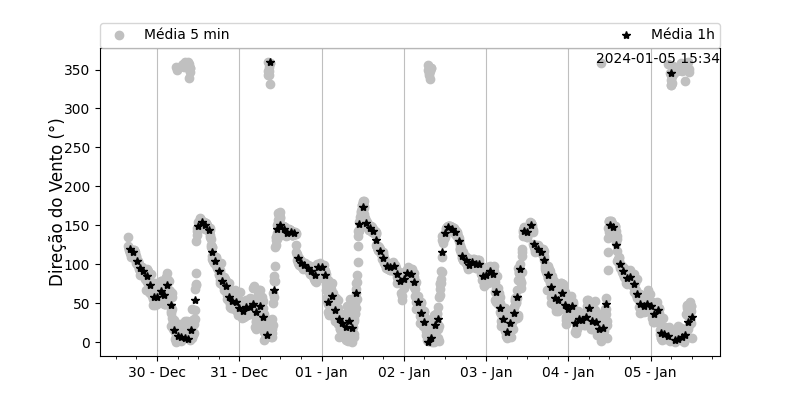 Média 5 min
Média 1h
2024-01-05 15:34
Direção do Vento (°)
350
300
250
200
150
100
50
0
30 - Dec
31 - Dec
01 - Jan
02 - Jan
03 - Jan
04 - Jan
05 - Jan